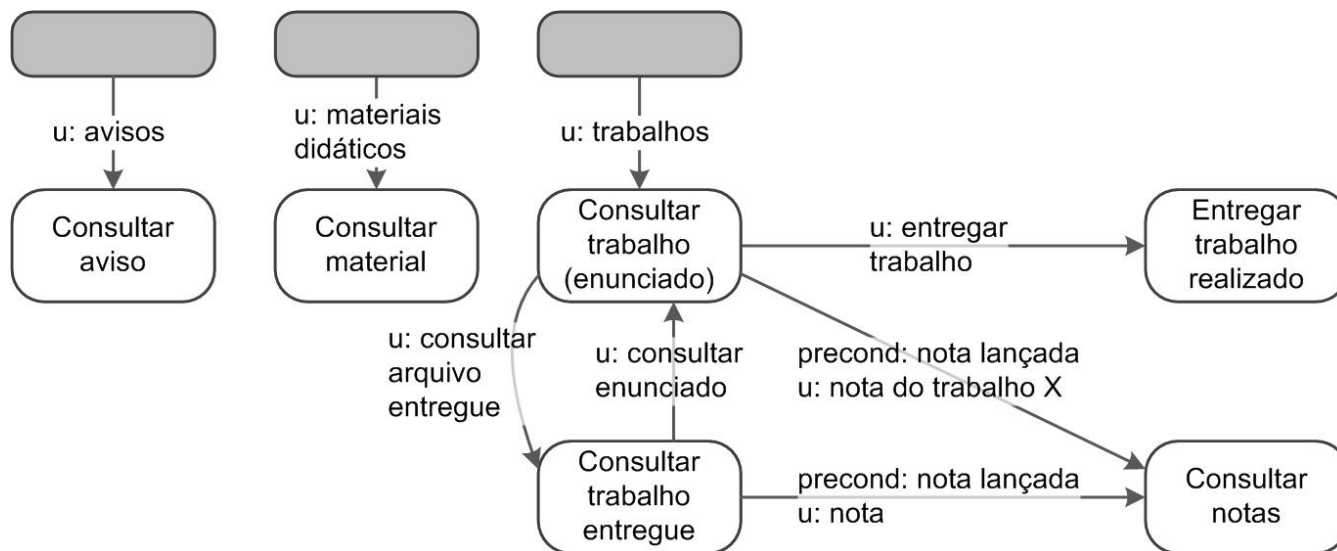 u: avisos
u: materiais
didáticos
u: trabalhos
Consultar
aviso
Consultar
material
Consultar
trabalho
(enunciado)
u: entregar
trabalho
Entregar
trabalho
realizado
u: consultar
arquivo
entregue
u: consultar
enunciado
precond: nota lançada
u: nota do trabalho X
Consultar
trabalho
entregue
precond: nota lançada
u: nota
Consultar
notas